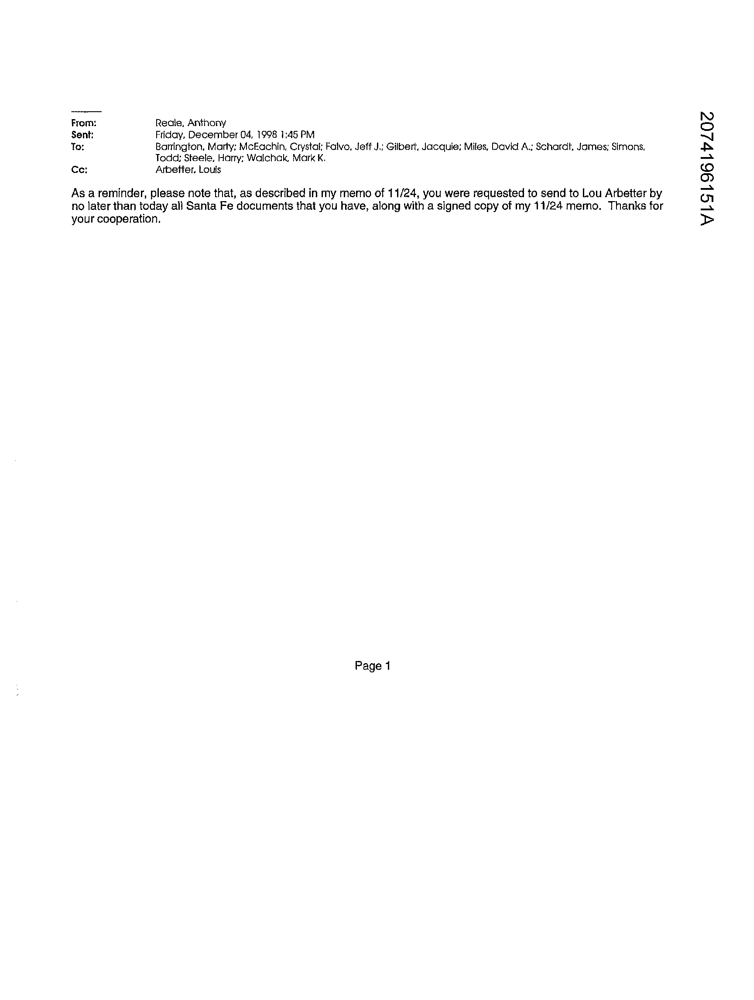 From: Reale, Anthony
Sent: Friday, December 04, 1998 1:45 PM
To: Barrington, Marty; McEachin, Crystal; Falvo, Jeff J.; Gilbert, Jacquie; Miles, David A.; Schardt, James; Simons,
Todd; Steele, Harry; Walchak, Mark K.
Cc: Arbetter, Louis
As a reminder, please note that, as described in my memo of 11/24, you were requested to send to Lou Arbetter by
no later than today all Santa Fe documents that you have, along with a signed copy of my 11/24 memo. Thanks for
your cooperation.
Page 1
2074196151A